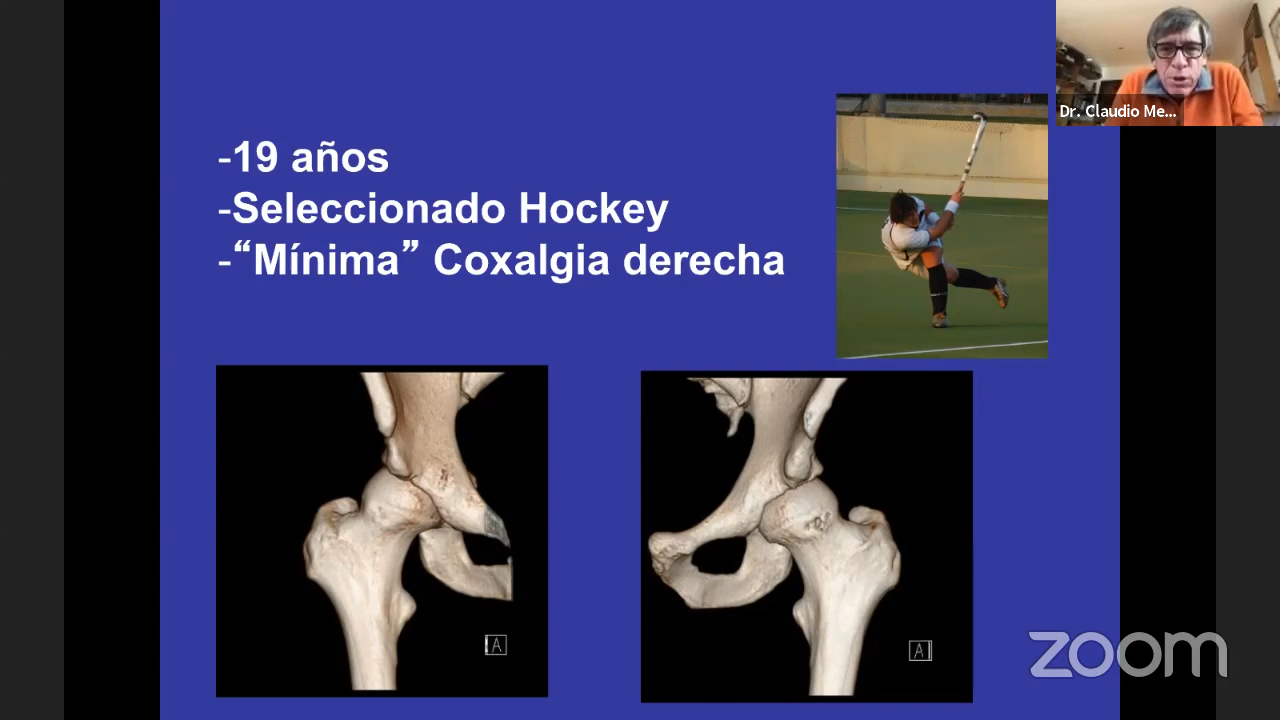 Dr. Claudio Me...
-19 años
-Seleccionado Hockey
-“Mínima” Coxalgia derecha
A
A
zoom